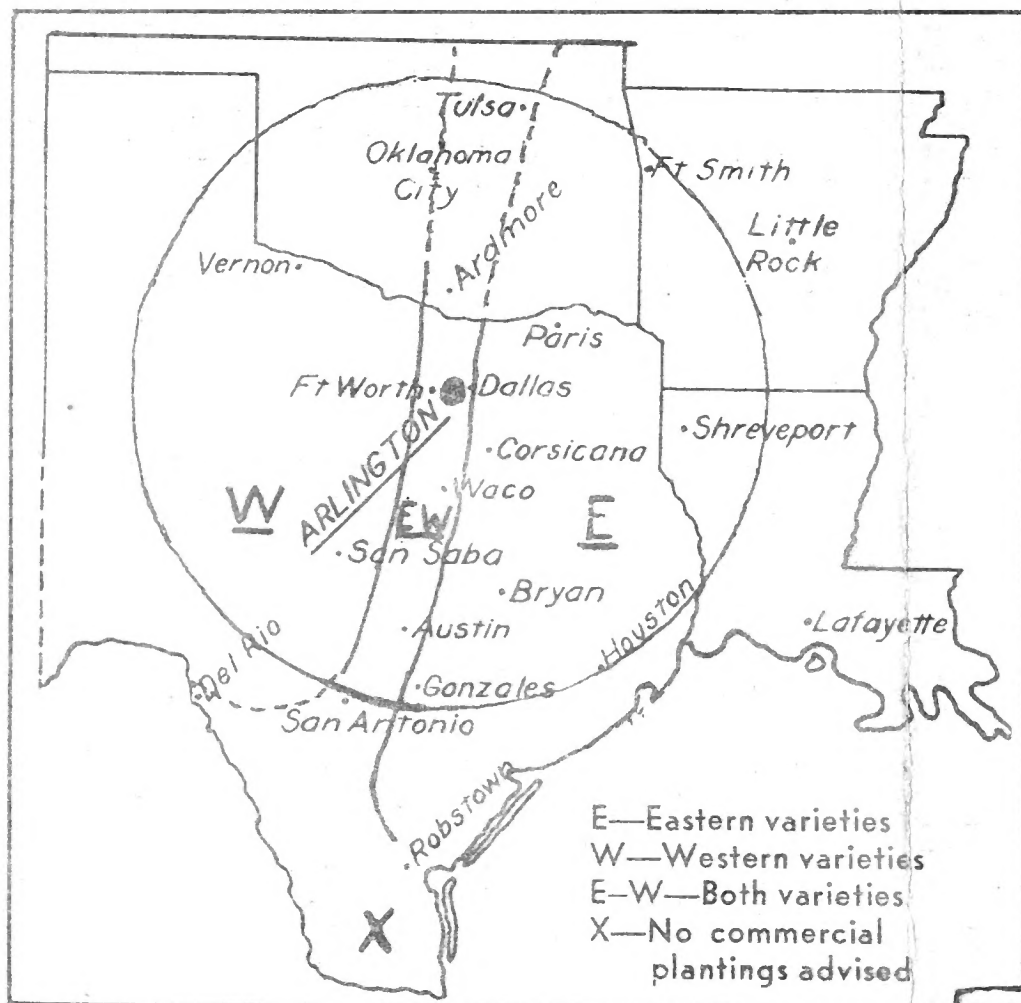 Tulsa
Oklahoma
City
Ft Smith
Little
Rock
Ardmore
Vernon
Paris
Ft Worth
Dallas
ARLINGTON
Shreveport
Corsicana
Waco
W
EW
E
San Saba
Bryan
Austin
Houston
Lafayette
Del Rio
Gonzales
San Antonio
Robstown
X
E—Eastern varieties
W—Western varieties
E-W—Both varieties
X—No commercial
plantings advised